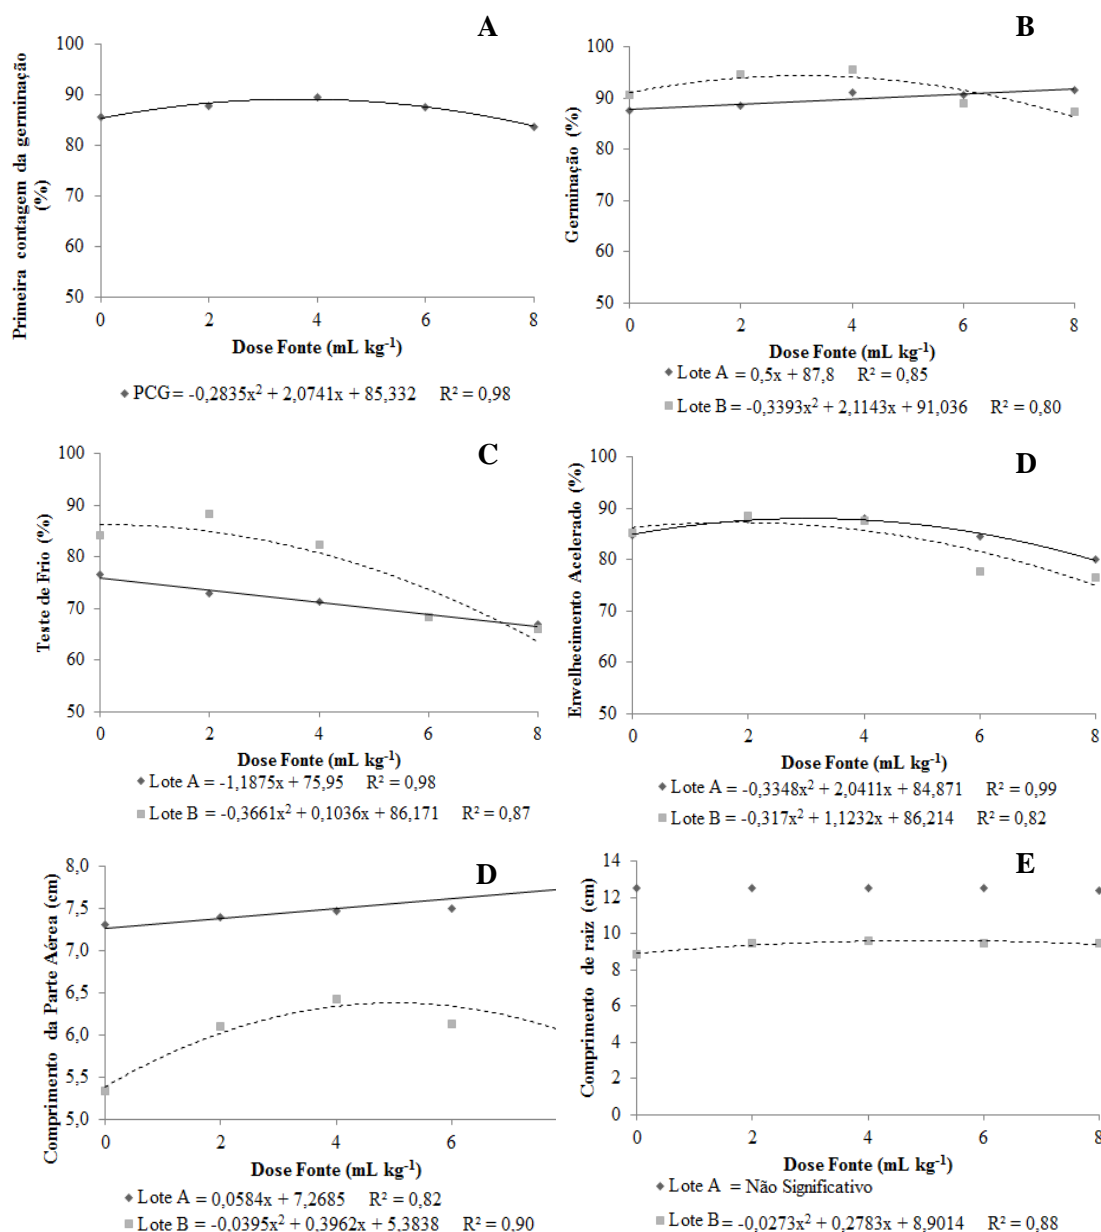 A
Primeira contagem da germinação (%)
100
90
80
70
60
50
0 2 4 6 8
Dose Fonte (mL kg⁻¹)
PCG = -0,2835x² + 2,0741x + 85,332 R² = 0,98
B
Germinação (%)
100
90
80
70
60
50
0 2 4 6 8
Dose Fonte (mL kg⁻¹)
Lote A = 0,5x + 87,8 R² = 0,85
Lote B = -0,3393x² + 2,1143x + 91,036 R² = 0,80
C
Teste de Frio (%)
100
90
80
70
60
50
0 2 4 6 8
Dose Fonte (mL kg⁻¹)
Lote A = -1,1875x + 75,95 R² = 0,98
Lote B = -0,3661x² + 0,1036x + 86,171 R² = 0,87
D
Envelhecimento Acelerado (%)
100
90
80
70
60
50
0 2 4 6 8
Dose Fonte (mL kg⁻¹)
Lote A = -0,3348x² + 2,0411x + 84,871 R² = 0,99
Lote B = -0,317x² + 1,1232x + 86,214 R² = 0,82
D
Comprimento da Parte Aérea (cm)
8,0
7,5
7,0
6,5
6,0
5,5
5,0
0 2 4 6
Dose Fonte (mL kg⁻¹)
Lote A = 0,0584x + 7,2685 R² = 0,82
Lote B = -0,0395x² + 0,3962x + 5,3838 R² = 0,90
E
Comprimento de raiz (cm)
14
12
10
8
6
4
2
0
0 2 4 6 8
Dose Fonte (mL kg⁻¹)
Lote A = Não Significativo
Lote B = -0,0273x² + 0,2783x + 8,9014 R² = 0,88